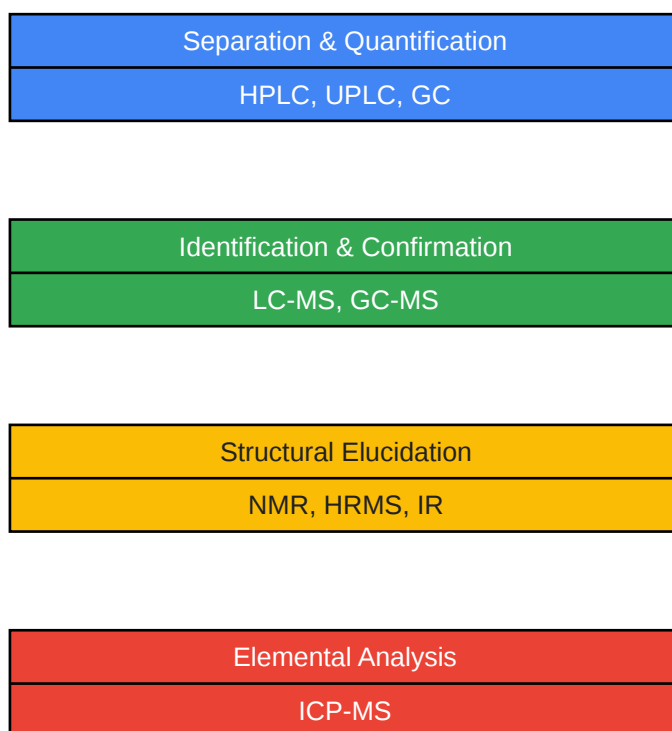 Separation & Quantification
HPLC, UPLC, GC
Identification & Confirmation
LC-MS, GC-MS
Structural Elucidation
NMR, HRMS, IR
Elemental Analysis
ICP-MS